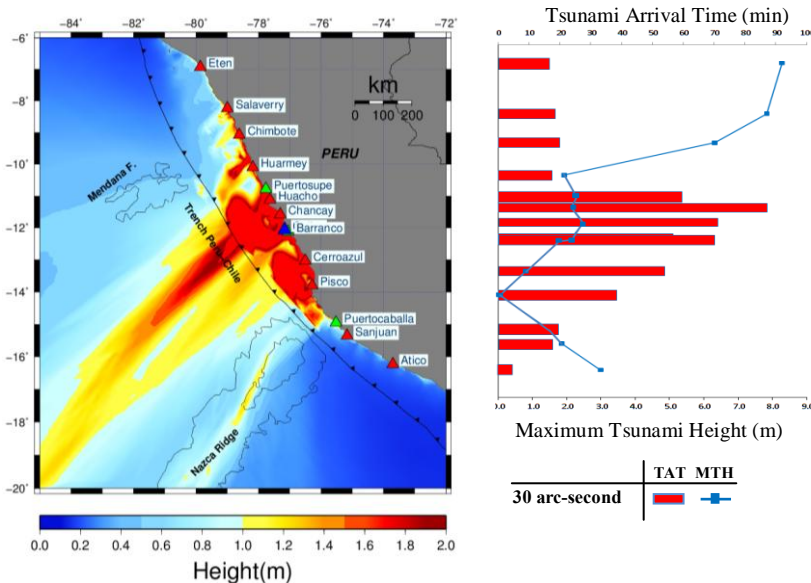 −84° −82° −80° −78° −76° −74° −72°
−6°
−8°
−10°
−12°
−14°
−16°
−18°
−20°
Eten
Salaverry
Chimbote
Huarmey
Puertosupe
Huacho
Chancay
Barranco
Cerroazul
Pisco
Puertocaballa
Sanjuan
Atico
km
0 100 200
PERU
Mendana F.
Trench Peru-Chile
Nazca Ridge
0.0 0.2 0.4 0.6 0.8 1.0 1.2 1.4 1.6 1.8 2.0
Height(m)
Tsunami Arrival Time (min)
0 10 20 30 40 50 60 70 80 90 100
0.0 1.0 2.0 3.0 4.0 5.0 6.0 7.0 8.0 9.0
Maximum Tsunami Height (m)
TAT MTH
30 arc-second